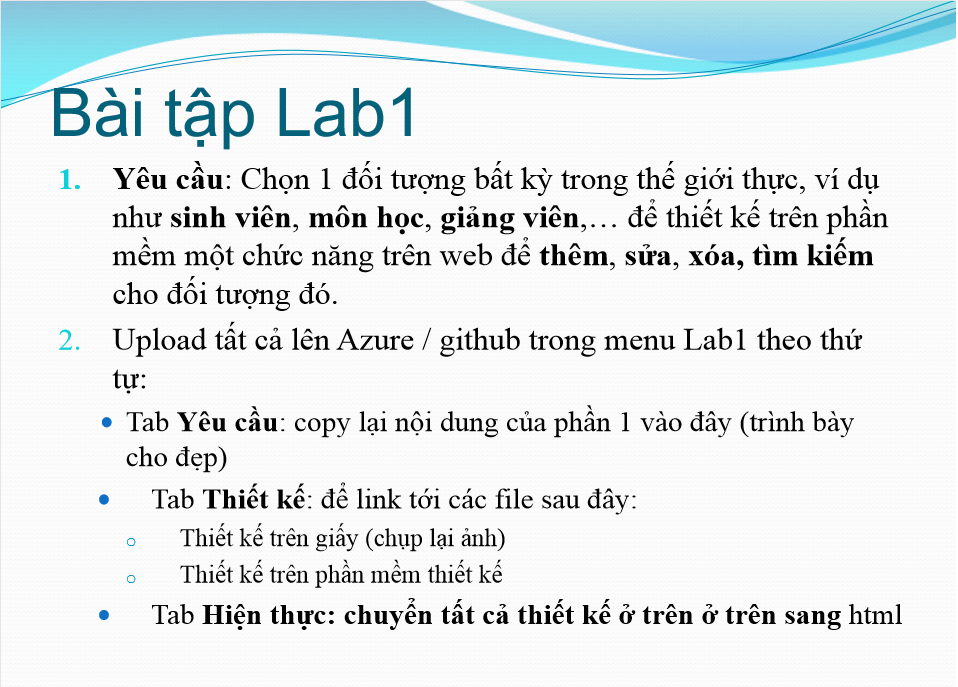 Bài tập Lab1
1. Yêu cầu: Chọn 1 đối tượng bất kỳ trong thế giới thực, ví dụ
như sinh viên, môn học, giảng viên,… để thiết kế trên phần
mềm một chức năng trên web để thêm, sửa, xóa, tìm kiếm
cho đối tượng đó.
2. Upload tất cả lên Azure / github trong menu Lab1 theo thứ
tự:
• Tab Yêu cầu: copy lại nội dung của phần 1 vào đây (trình bày
cho đẹp)
• Tab Thiết kế: để link tới các file sau đây:
o Thiết kế trên giấy (chụp lại ảnh)
o Thiết kế trên phần mềm thiết kế
• Tab Hiện thực: chuyển tất cả thiết kế ở trên ở trên sang html